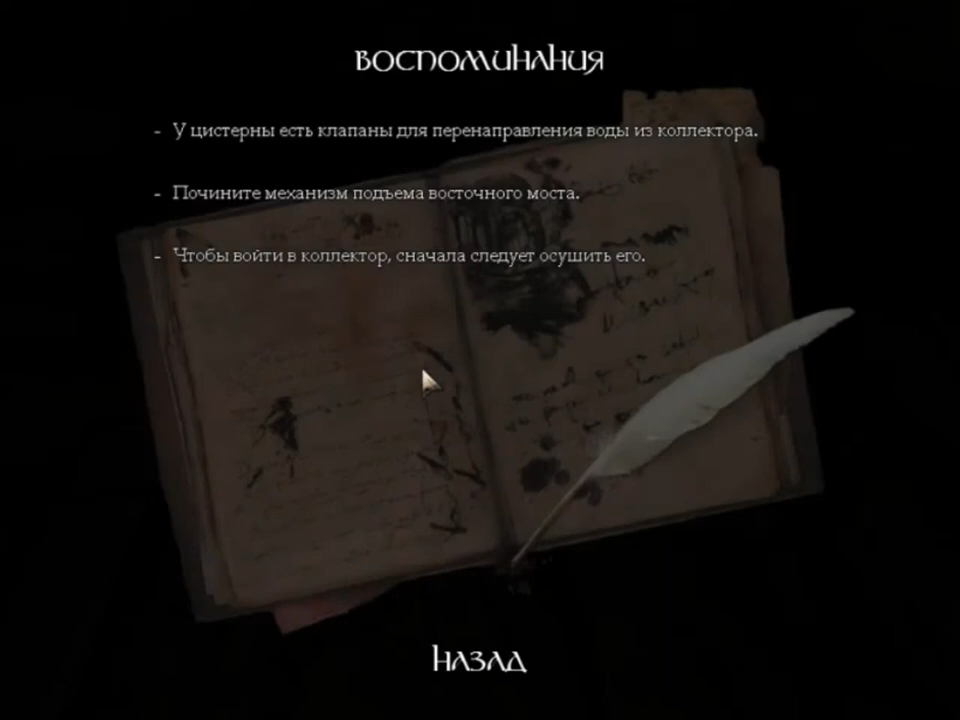 воспоминания
- У цистерны есть клапаны для перенаправления воды из коллектора.
- Почините механизм подъема восточного моста.
- Чтобы войти в коллектор, сначала следует осушить его.
назад